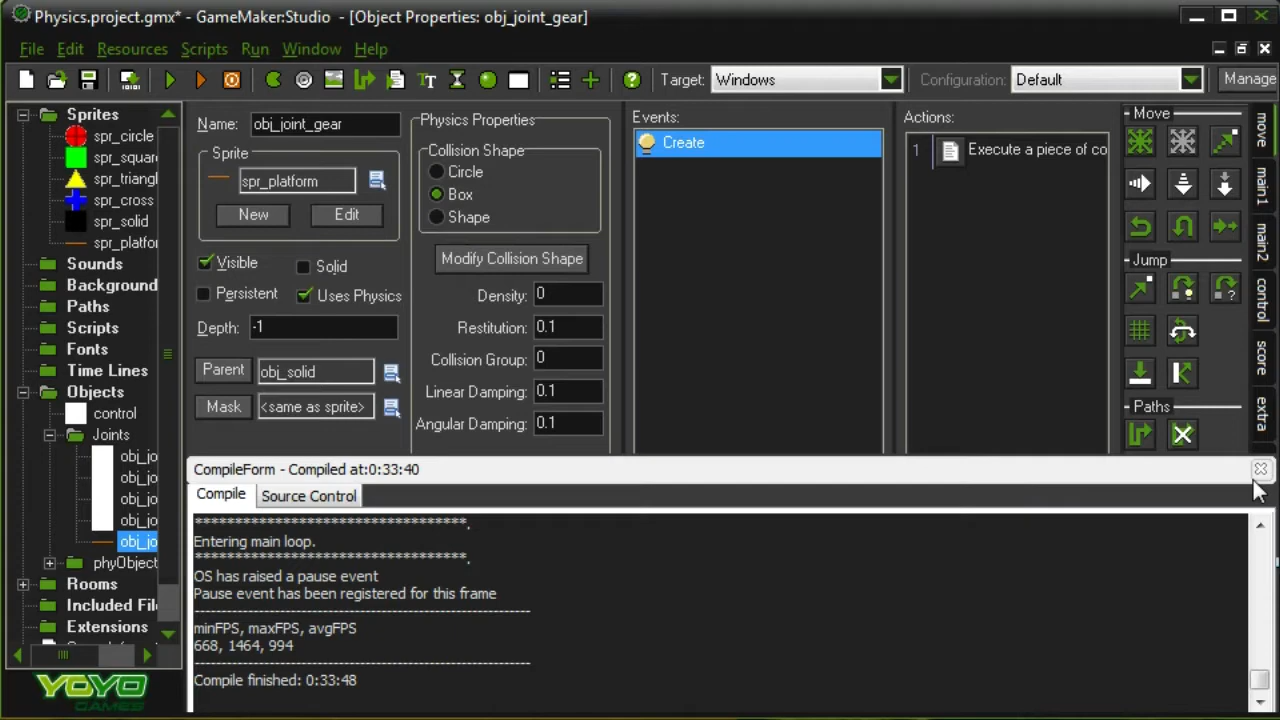 Physics.project.gmx* - GameMaker:Studio - [Object Properties: obj_joint_gear]
File Edit Resources Scripts Run Window Help
Target: Windows Configuration: Default Manage
Sprites
spr_circle
spr_squar
spr_triangl
spr_cross
spr_solid
spr_platfo
Sounds
Background
Paths
Scripts
Fonts
Time Lines
Objects
control
Joints
obj_jo
obj_jo
obj_jo
obj_jo
obj_jo
phyObject
Rooms
Included Fil
Extensions
YOYO
GAMES
Name: obj_joint_gear
Sprite
spr_platform
New Edit
Visible Solid
Persistent Uses Physics
Depth: -1
Parent obj_solid
Mask <same as sprite>
Physics Properties
Collision Shape
Circle
Box
Shape
Modify Collision Shape
Density: 0
Restitution: 0.1
Collision Group: 0
Linear Damping: 0.1
Angular Damping: 0.1
Events:
Create
Actions:
1 Execute a piece of co
Move
Jump
Paths
move
main1
main2
control
score
extra
CompileForm - Compiled at:0:33:40
Compile Source Control
***********************************.
Entering main loop.
***********************************.
OS has raised a pause event
Pause event has been registered for this frame
------------------------------------------------------------------
minFPS, maxFPS, avgFPS
668, 1464, 994
------------------------------------------------------------------
Compile finished: 0:33:48